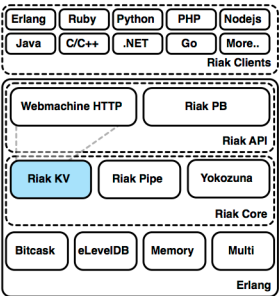 Erlang Ruby Python PHP Nodejs
Java C/C++ .NET Go More..
Riak Clients
Webmachine HTTP Riak PB
Riak API
Riak KV Riak Pipe Yokozuna
Riak Core
Bitcask eLevelDB Memory Multi
Erlang